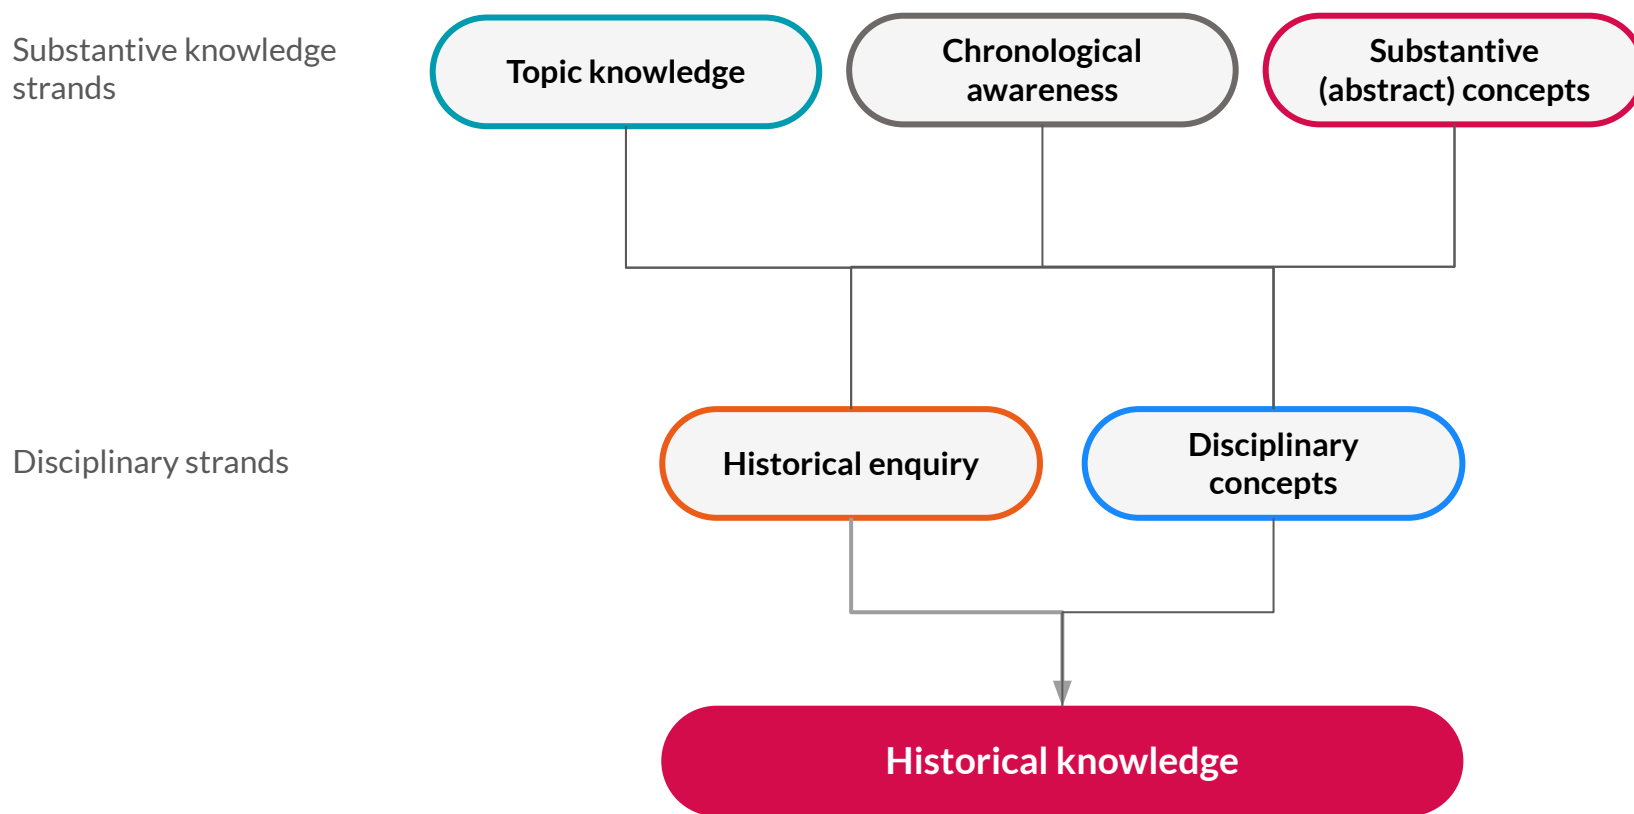 Substantive knowledge
strands
Topic knowledge
Chronological
awareness
Substantive
(abstract) concepts
Disciplinary strands
Historical enquiry
Disciplinary
concepts
Historical knowledge